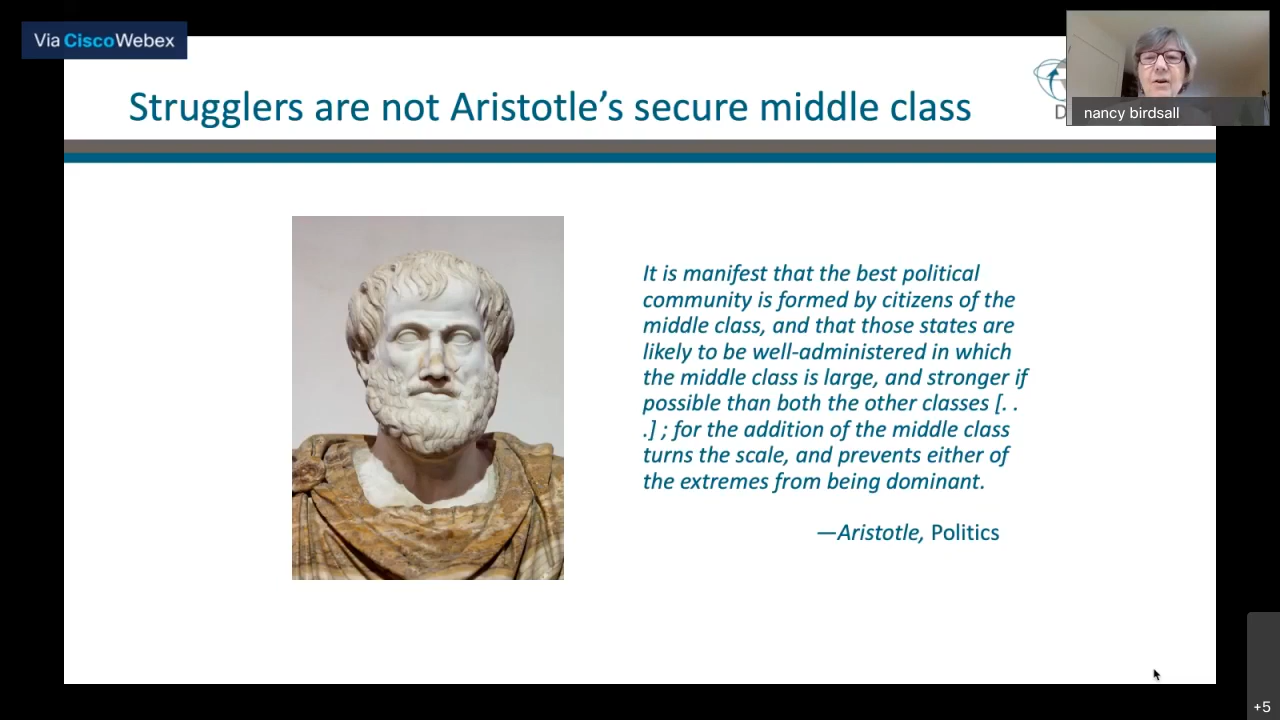 Via Cisco Webex
Strugglers are not Aristotle's secure middle class
nancy birdsall
It is manifest that the best political
community is formed by citizens of the
middle class, and that those states are
likely to be well-administered in which
the middle class is large, and stronger if
possible than both the other classes [. .
.] ; for the addition of the middle class
turns the scale, and prevents either of
the extremes from being dominant.
—Aristotle, Politics
+5